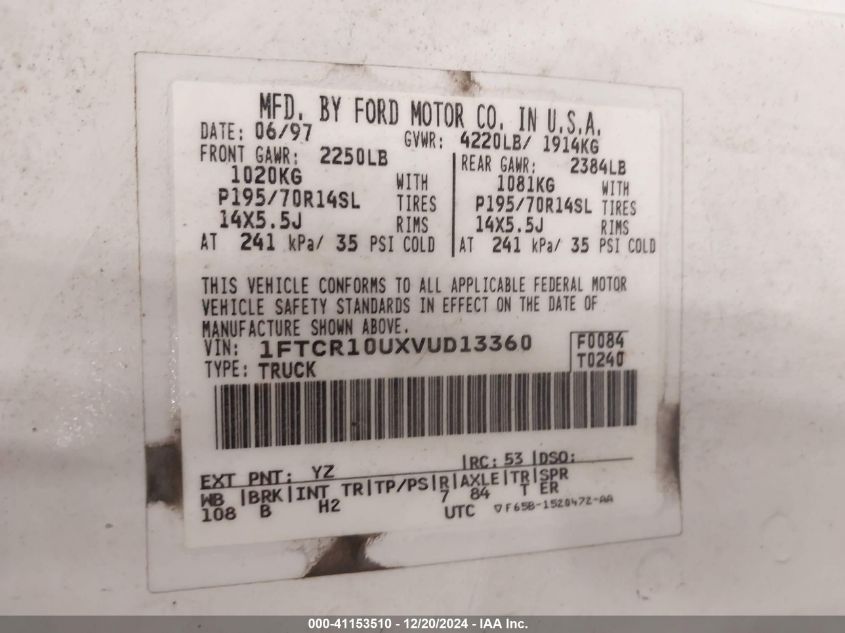 MFD. BY FORD MOTOR CO. IN U.S.A.
DATE: 06/97 GVWR: 4220LB/ 1914KG
FRONT GAWR: 2250LB REAR GAWR: 2384LB
1020KG WITH 1081KG WITH
P195/70R14SL TIRES P195/70R14SL TIRES
14X5.5J RIMS 14X5.5J RIMS
AT 241 kPa/ 35 PSI COLD AT 241 kPa/ 35 PSI COLD
THIS VEHICLE CONFORMS TO ALL APPLICABLE FEDERAL MOTOR
VEHICLE SAFETY STANDARDS IN EFFECT ON THE DATE OF
MANUFACTURE SHOWN ABOVE.
VIN: 1FTCR10UXVUD13360 F0084
TYPE: TRUCK T0240
EXT PNT: YZ RC: 53 DSO:
WB BRK INT TR TP/PS R AXLE TR SPR
108 B H2 7 84 T ER
UTC ▽F65B-1520472-AA
000-41153510 - 12/20/2024 - IAA Inc.